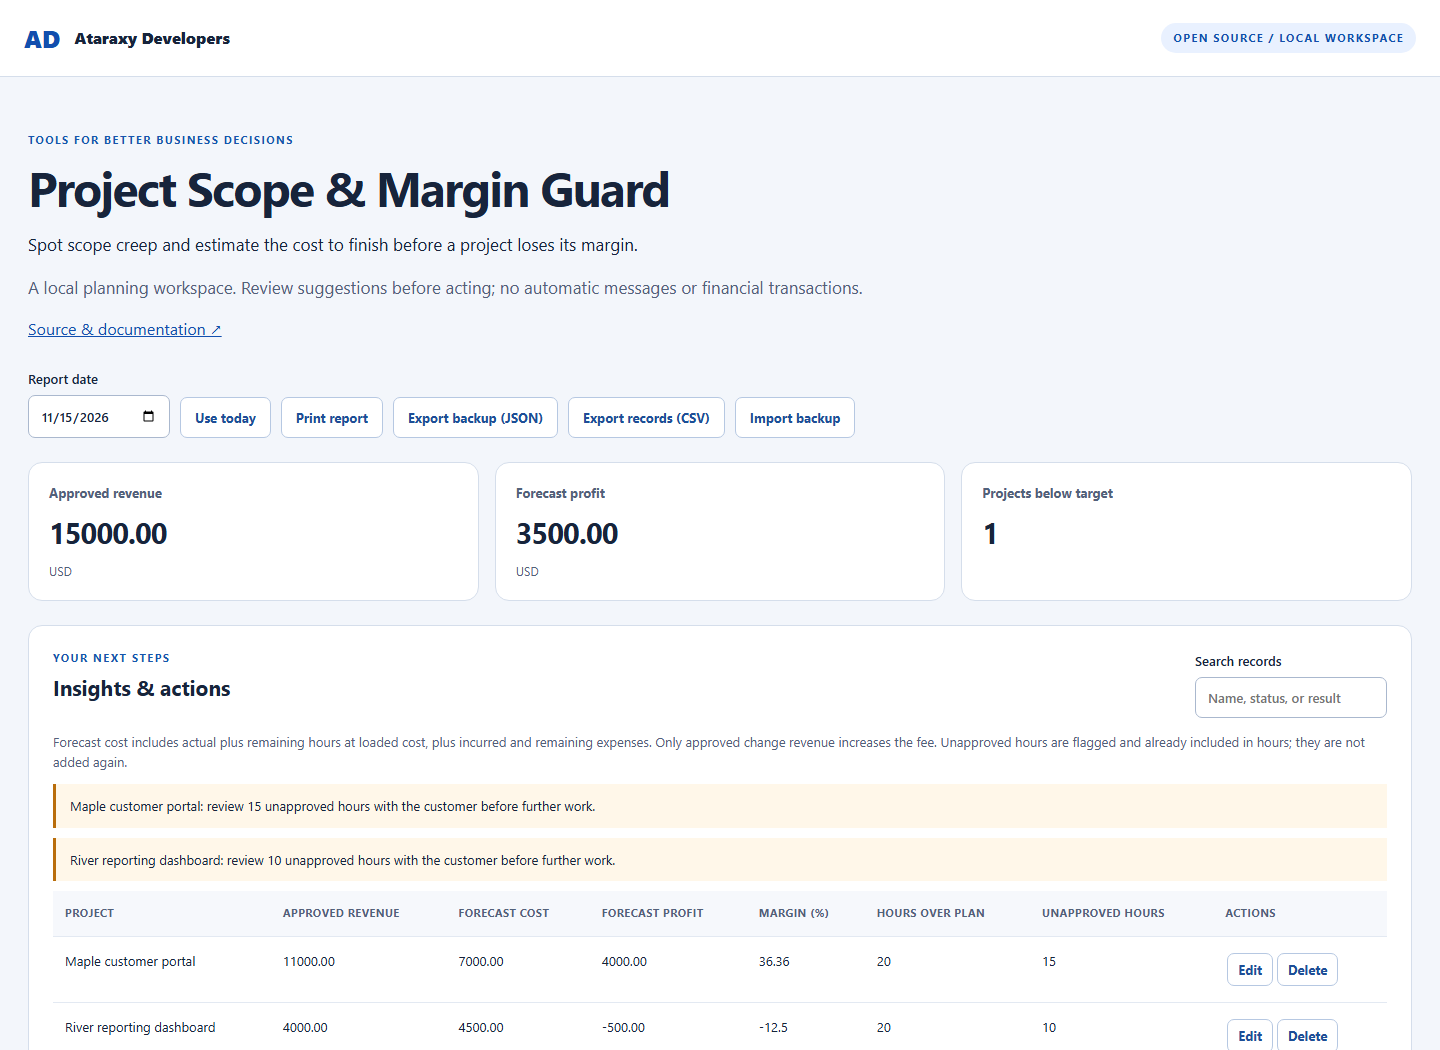 AD Ataraxy Developers
OPEN SOURCE / LOCAL WORKSPACE
TOOLS FOR BETTER BUSINESS DECISIONS
Project Scope & Margin Guard
Spot scope creep and estimate the cost to finish before a project loses its margin.
A local planning workspace. Review suggestions before acting; no automatic messages or financial transactions.
Source & documentation ↗
Report date
11/15/2026 Use today Print report Export backup (JSON) Export records (CSV) Import backup
Approved revenue
15000.00
USD
Forecast profit
3500.00
USD
Projects below target
1
YOUR NEXT STEPS
Insights & actions
Search records
Name, status, or result
Forecast cost includes actual plus remaining hours at loaded cost, plus incurred and remaining expenses. Only approved change revenue increases the fee. Unapproved hours are flagged and already included in hours; they are not
added again.
Maple customer portal: review 15 unapproved hours with the customer before further work.
River reporting dashboard: review 10 unapproved hours with the customer before further work.
PROJECT APPROVED REVENUE FORECAST COST FORECAST PROFIT MARGIN (%) HOURS OVER PLAN UNAPPROVED HOURS ACTIONS
Maple customer portal 11000.00 7000.00 4000.00 36.36 20 15 Edit Delete
River reporting dashboard 4000.00 4500.00 -500.00 -12.5 20 10 Edit Delete